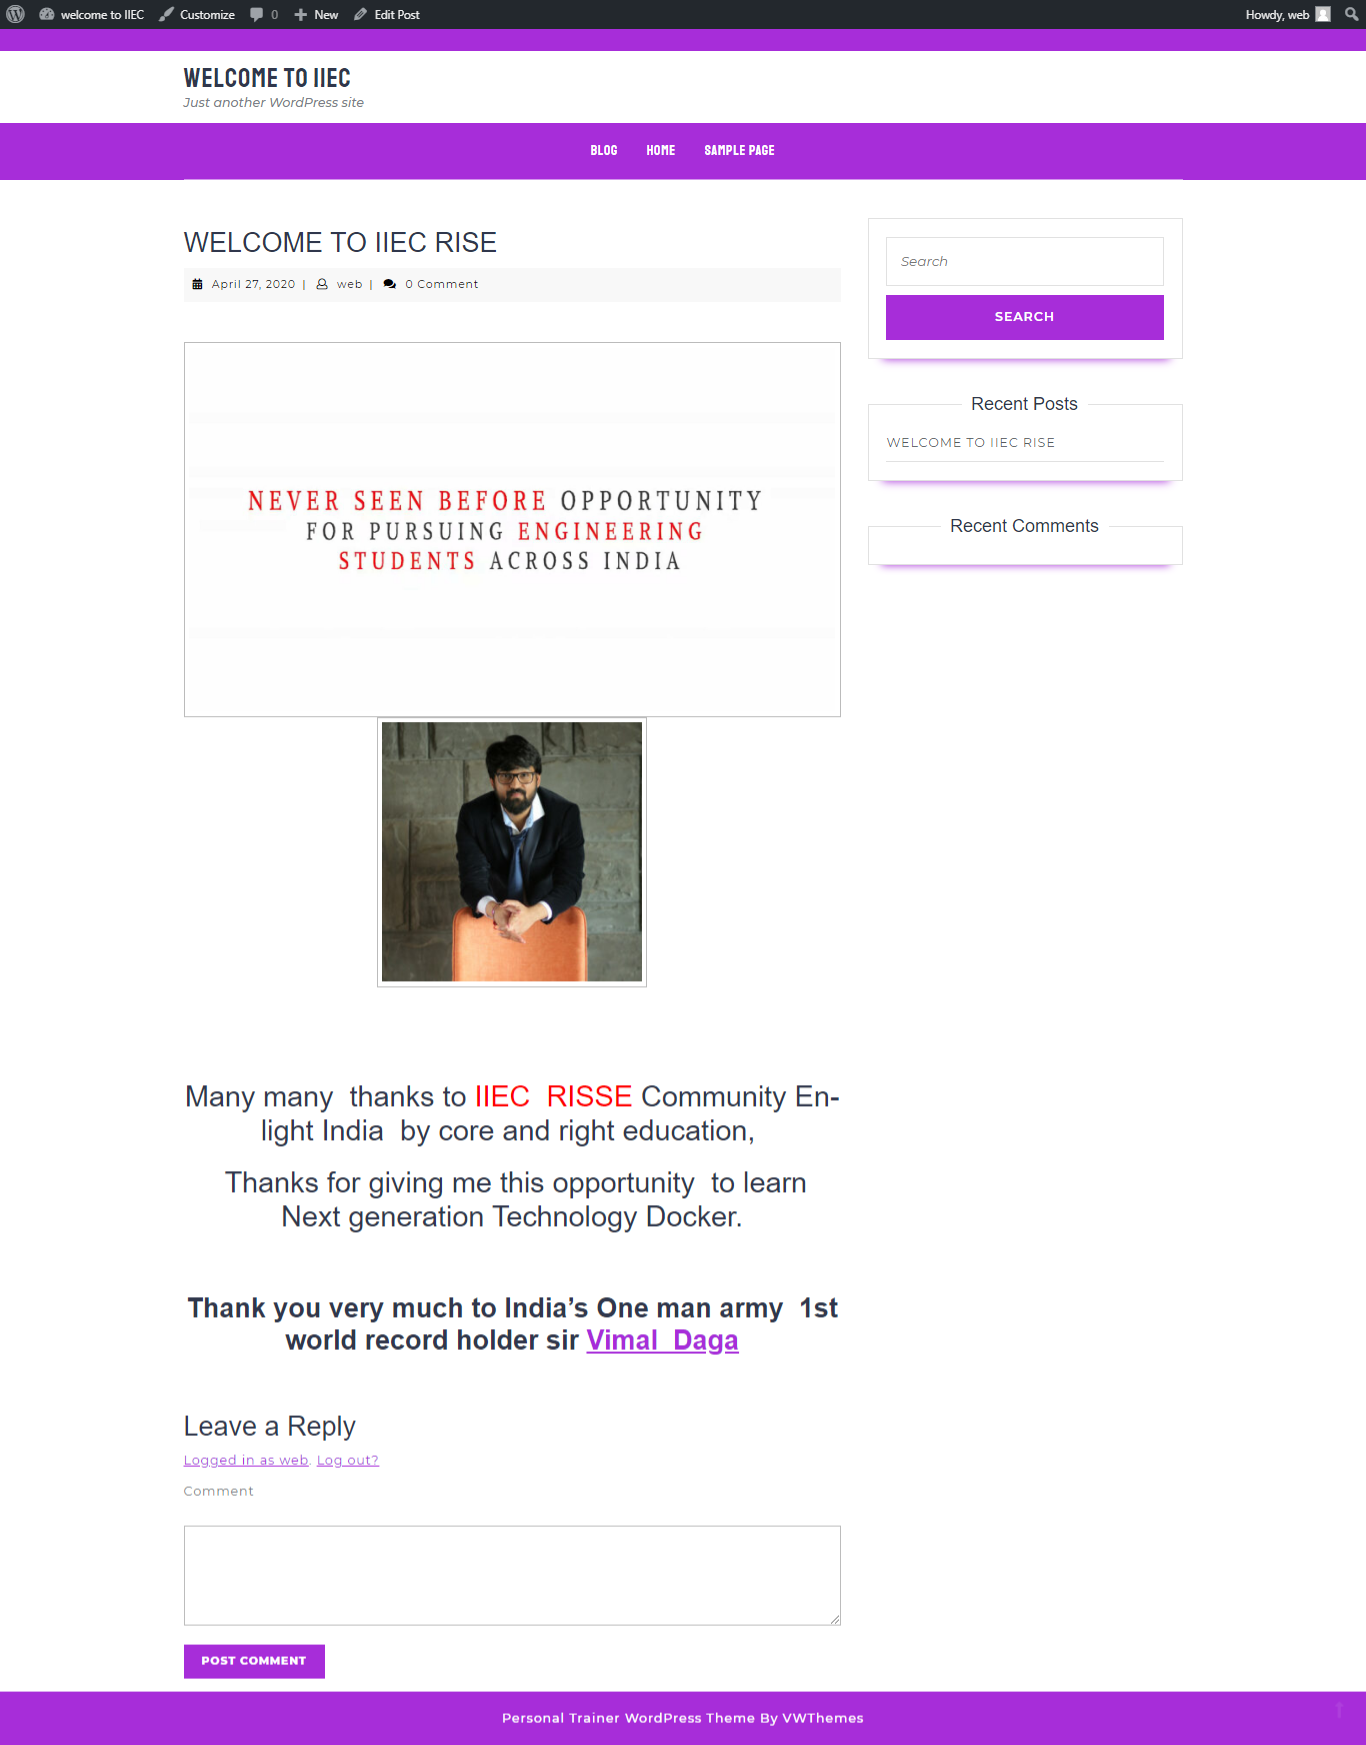 welcome to IIEC Customize 0 New Edit Post Howdy, web
WELCOME TO IIEC
Just another WordPress site
BLOG HOME SAMPLE PAGE
WELCOME TO IIEC RISE
April 27, 2020 | web | 0 Comment
NEVER SEEN BEFORE OPPORTUNITY
FOR PURSUING ENGINEERING
STUDENTS ACROSS INDIA
Many many thanks to IIEC RISSE Community En-
light India by core and right education,
Thanks for giving me this opportunity to learn
Next generation Technology Docker.
Thank you very much to India’s One man army 1st
world record holder sir Vimal Daga
Leave a Reply
Logged in as web. Log out?
Comment
POST COMMENT
Search
SEARCH
Recent Posts
WELCOME TO IIEC RISE
Recent Comments
Personal Trainer WordPress Theme By VWThemes